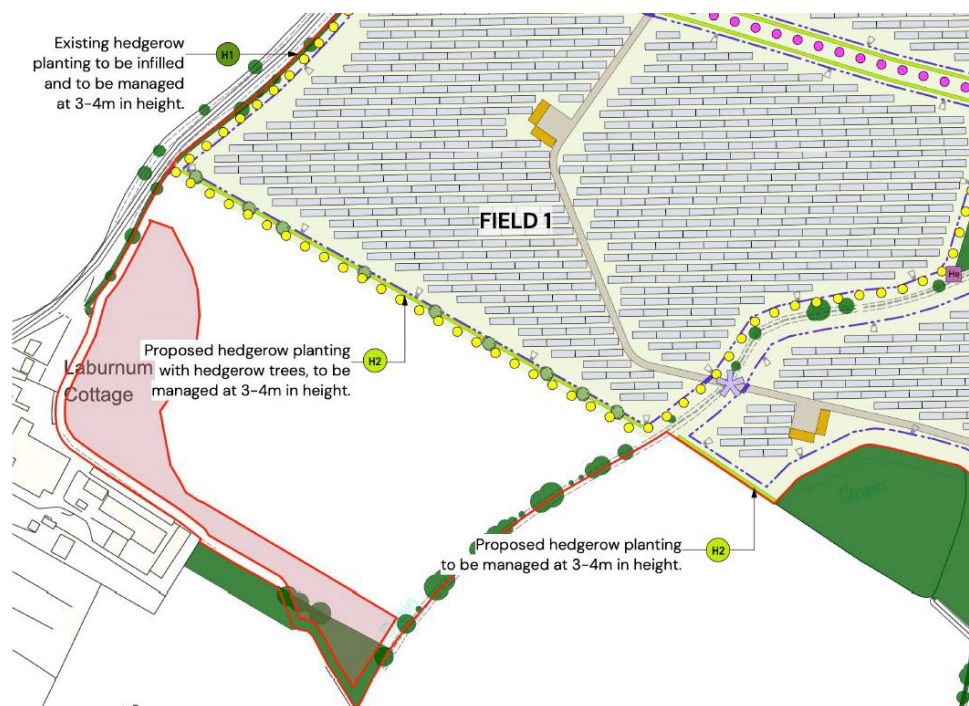 Existing hedgerow
planting to be infilled
and to be managed
at 3-4m in height.
H1
FIELD 1
He
Proposed hedgerow planting
with hedgerow trees, to be
managed at 3-4m in height.
H2
Laburnum
Cottage
Drain
Proposed hedgerow planting
to be managed at 3-4m in height.
H2
Drain